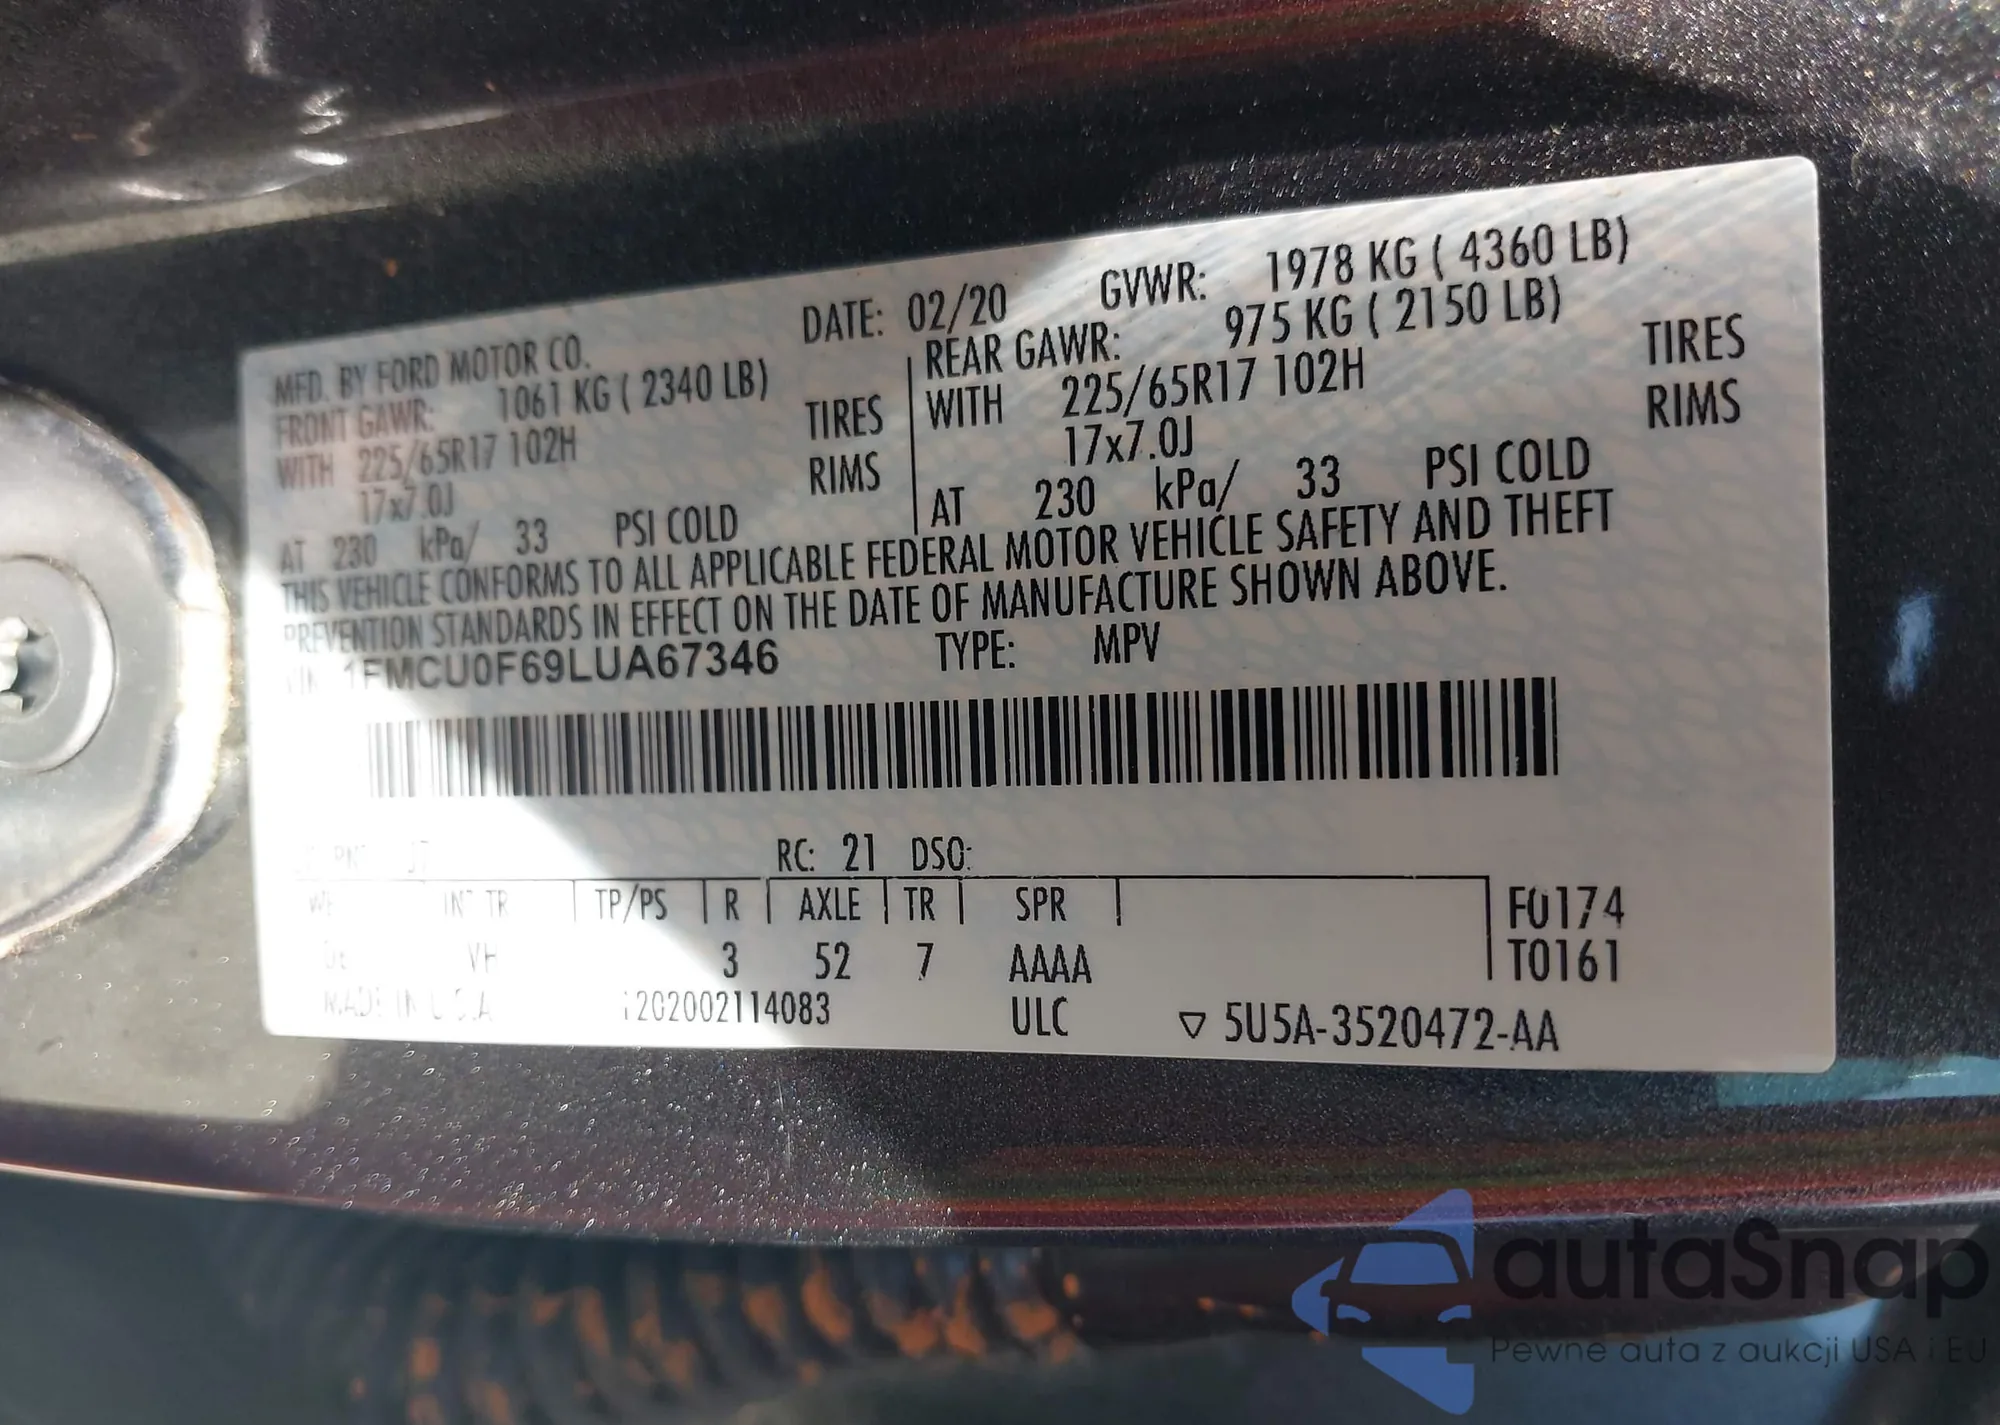 MFD. BY FORD MOTOR CO.
DATE: 02/20
GVWR: 1978 KG ( 4360 LB)
FRONT GAWR: 1061 KG ( 2340 LB)
WITH 225/65R17 102H TIRES
17x7.0J RIMS
AT 230 kPa/ 33 PSI COLD
REAR GAWR: 975 KG ( 2150 LB)
WITH 225/65R17 102H TIRES
17x7.0J RIMS
AT 230 kPa/ 33 PSI COLD
THIS VEHICLE CONFORMS TO ALL APPLICABLE FEDERAL MOTOR VEHICLE SAFETY AND THEFT
PREVENTION STANDARDS IN EFFECT ON THE DATE OF MANUFACTURE SHOWN ABOVE.
1FMCU0F69LUA67346 TYPE: MPV
RC: 21 DSO:
INT TR TP/PS R AXLE TR SPR
VH 3 52 7 AAAA
F0174
T0161
MADE IN U.S.A 202002114083 ULC ▽ 5U5A-3520472-AA
autaSnap
Pewne auta z aukcji USA i EU